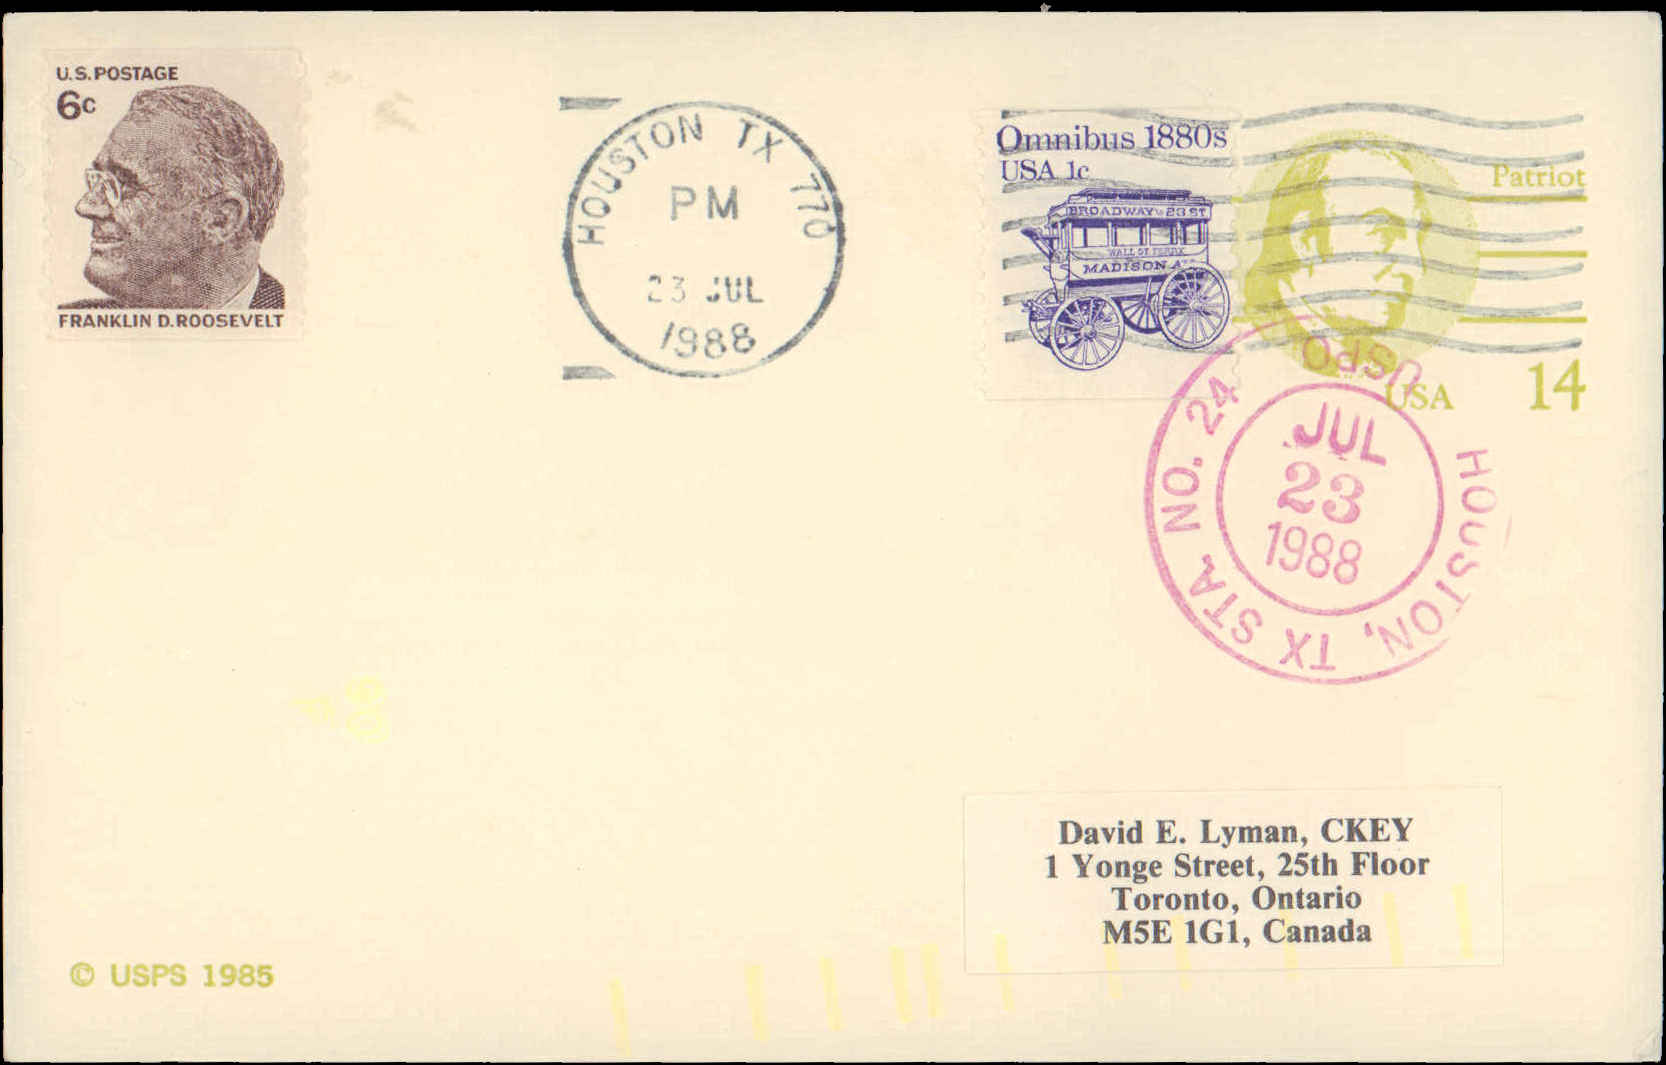 U.S. POSTAGE
6c
FRANKLIN D. ROOSEVELT
HOUSTON TX 770
PM
23 JUL
1988
Omnibus 1880s
USA 1c
BROADWAY 23 ST
MADISON
Patriot
USA
14
HOUSTON, TX STA. NO. 24
USPO
JUL
23
1988
David E. Lyman, CKEY
1 Yonge Street, 25th Floor
Toronto, Ontario
M5E 1G1, Canada
© USPS 1985